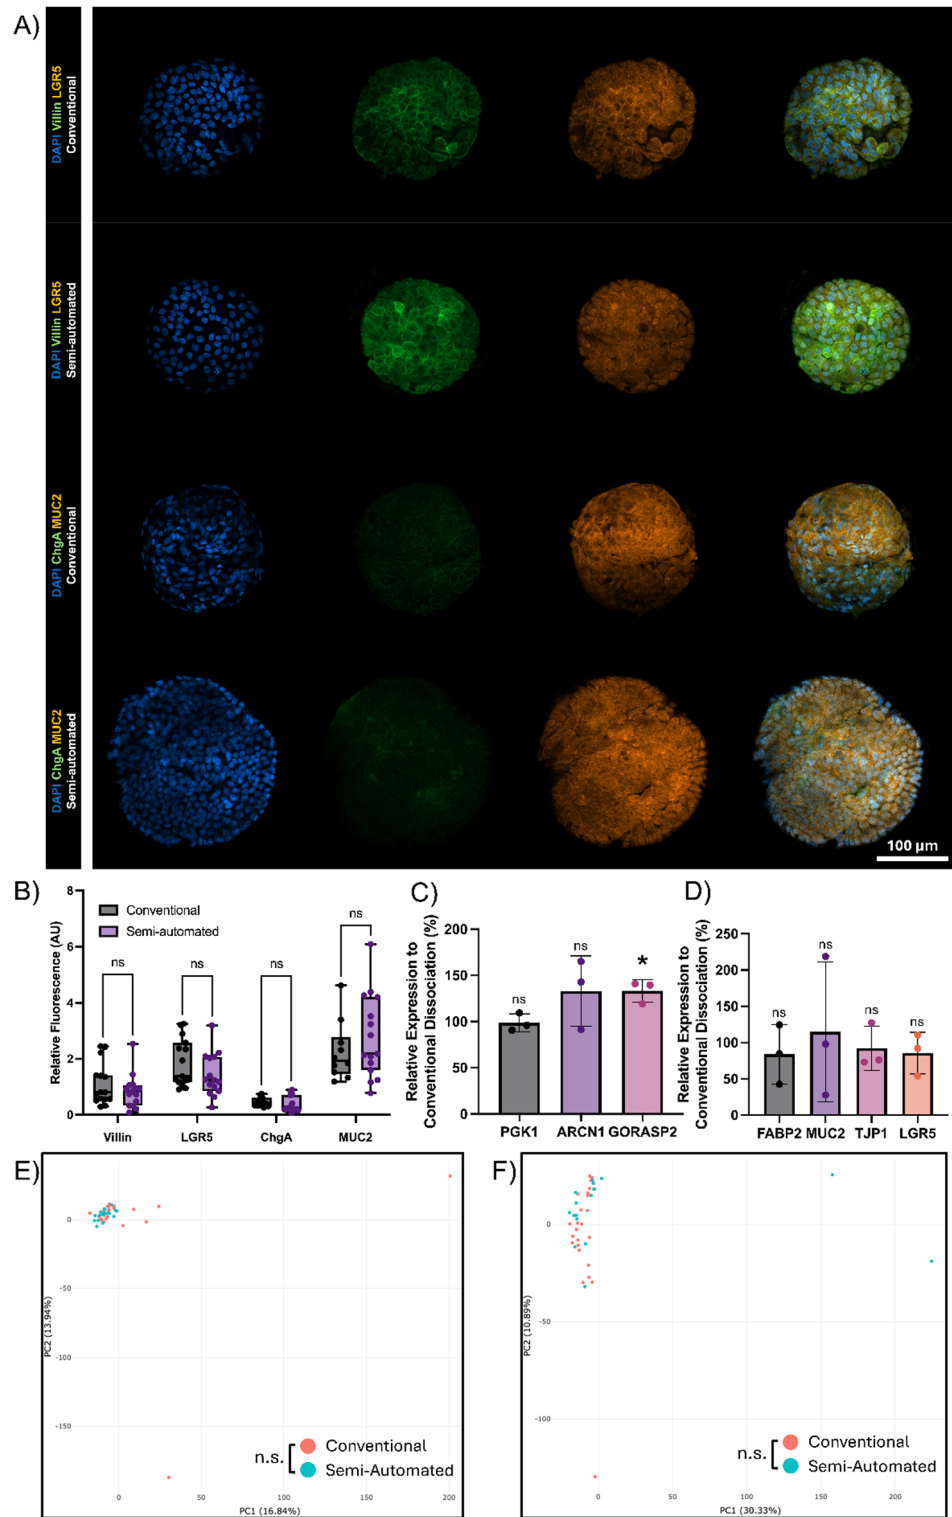 A)
DAPI Villin LGR5
Conventional
DAPI Villin LGR5
Semi-automated
DAPI ChgA MUC2
Conventional
DAPI ChgA MUC2
Semi-automated
100 µm
B)
Relative Fluorescence (AU)
8
6
4
2
0
Conventional
Semi-automated
ns
ns
ns
ns
Villin
LGR5
ChgA
MUC2
C)
Relative Expression to
Conventional Dissociation (%)
200
150
100
50
0
ns
ns
*
PGK1
ARCN1
GORASP2
D)
Relative Expression to
Conventional Dissociation (%)
250
200
150
100
50
0
ns
ns
ns
ns
FABP2
MUC2
TJP1
LGR5
E)
PC2 (13.94%)
0
-50
-100
-150
n.s.
Conventional
Semi-Automated
0
50
100
150
200
PC1 (16.84%)
F)
PC2 (10.89%)
0
-50
-100
n.s.
Conventional
Semi-Automated
0
50
100
150
200
PC1 (30.33%)